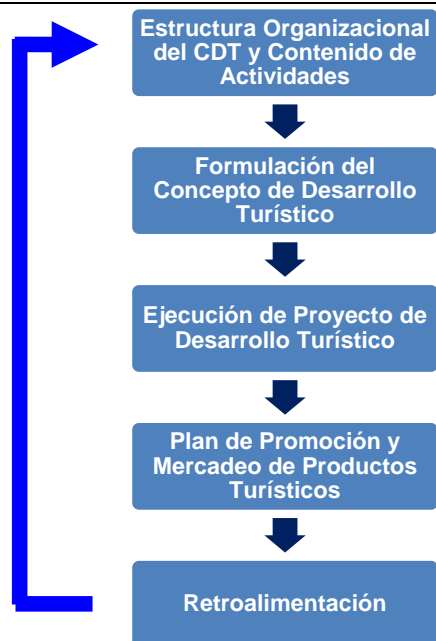 Estructura Organizacional
del CDT y Contenido de
Actividades
Formulación del
Concepto de Desarrollo
Turístico
Ejecución de Proyecto de
Desarrollo Turístico
Plan de Promoción y
Mercadeo de Productos
Turísticos
Retroalimentación